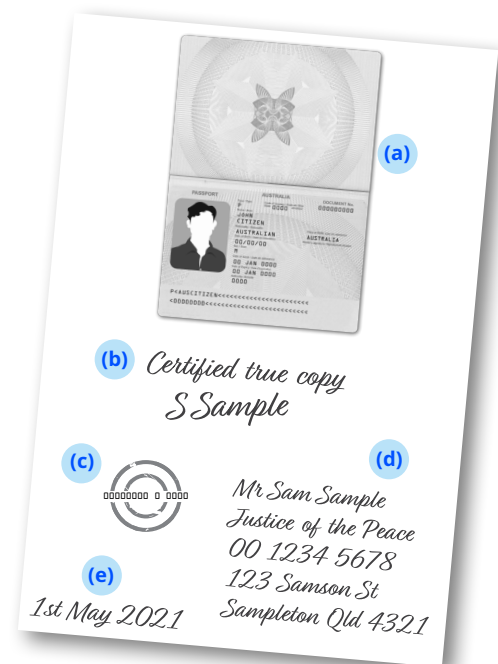 (a)
PASSPORT AUSTRALIA DOCUMENT No.
P 0000 000000000
JOHN
CITIZEN
AUSTRALIAN AUSTRALIA
00/00/00
M
00 JAN 0000
00 JAN 0000
0000
P<AUSCITIZEN<<<<<<<<<<<<<<<<<<<<<
<00000000<<<<<<<<<<<<<<<<<<<<<<
(b) Certified true copy
S Sample
(c)
(d)
Mr Sam Sample
Justice of the Peace
00 1234 5678
123 Samson St
Sampleton Qld 4321
(e)
1st May 2021